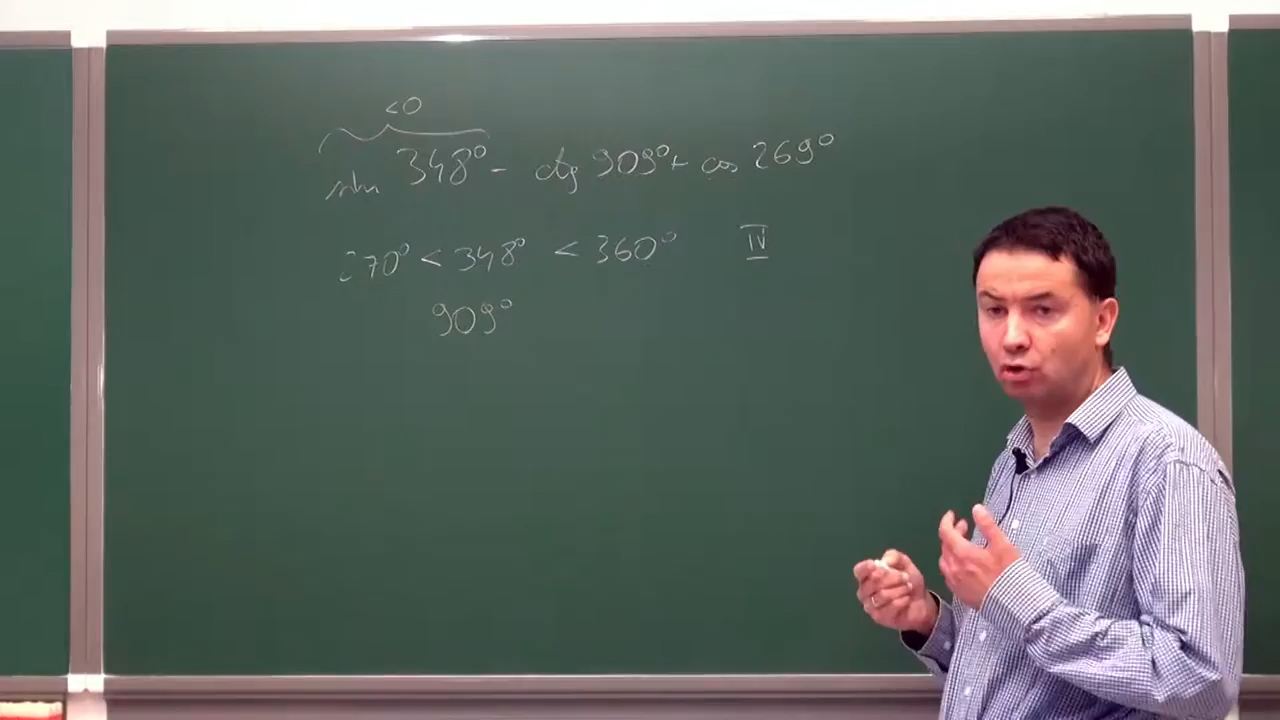 <0
sin 348° - ctg 909° + cos 269°
270° < 348° < 360° IV
909°